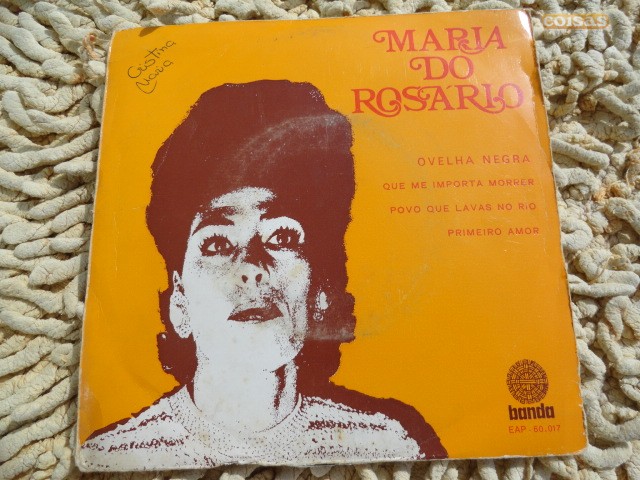 coisas
Cristina
Maria
MARIA
DO
ROSARIO
OVELHA NEGRA
QUE ME IMPORTA MORRER
POVO QUE LAVAS NO RIO
PRIMEIRO AMOR
banda
EAP - 60.017